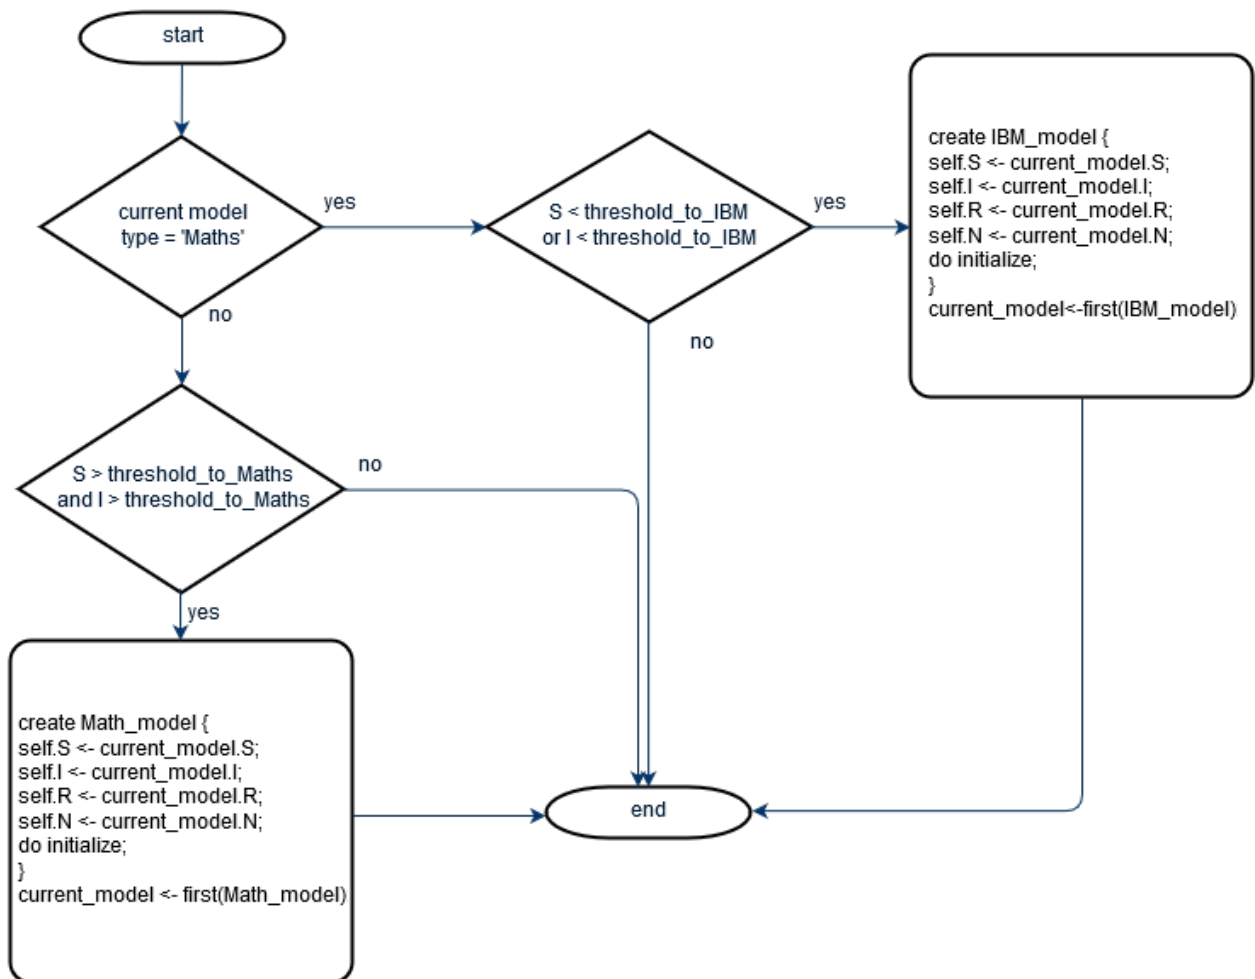 start
current model
type = 'Maths'
yes
S < threshold_to_IBM
or I < threshold_to_IBM
yes
create IBM_model {
self.S <- current_model.S;
self.I <- current_model.I;
self.R <- current_model.R;
self.N <- current_model.N;
do initialize;
}
current_model<-first(IBM_model)
no
no
S > threshold_to_Maths
and I > threshold_to_Maths
no
yes
create Math_model {
self.S <- current_model.S;
self.I <- current_model.I;
self.R <- current_model.R;
self.N <- current_model.N;
do initialize;
}
current_model <- first(Math_model)
end